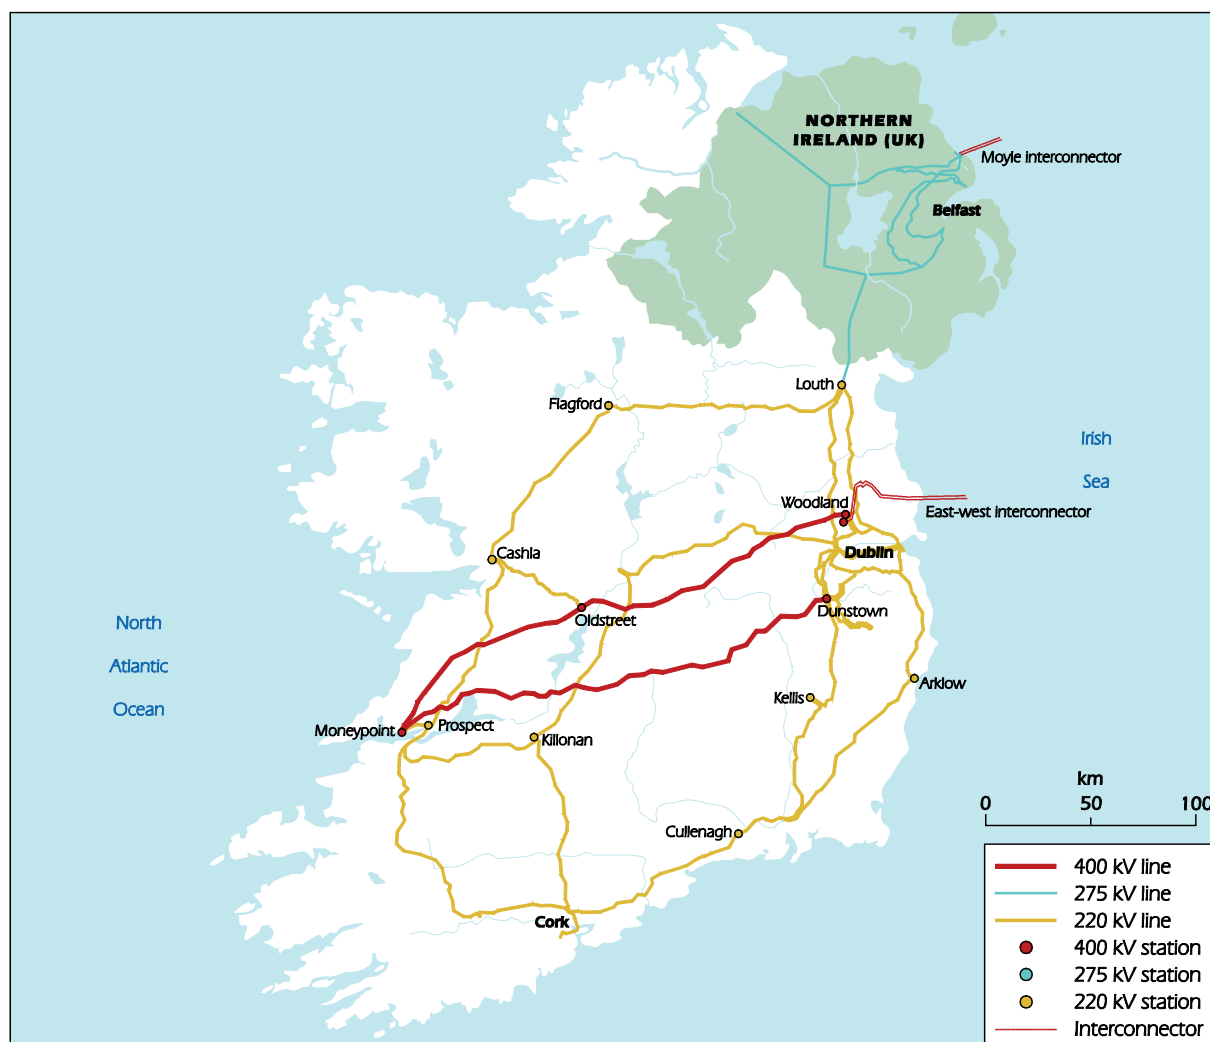 NORTHERN
IRELAND (UK)
Moyle interconnector
Belfast
Louth
Flagford
Irish
Sea
Woodland
East-west interconnector
Cashla
Dublin
Oldstreet
Dunstown
North
Atlantic
Ocean
Kellis
Arklow
Moneypoint
Prospect
Killonan
km
0 50 100
Cullenagh
Cork
400 kV line
275 kV line
220 kV line
400 kV station
275 kV station
220 kV station
Interconnector